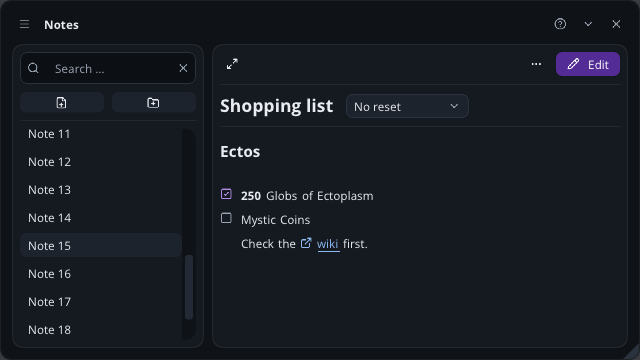 Notes
Search ...
Note 11
Note 12
Note 13
Note 14
Note 15
Note 16
Note 17
Note 18
Edit
Shopping list
No reset
Ectos
250 Globs of Ectoplasm
Mystic Coins
Check the wiki first.